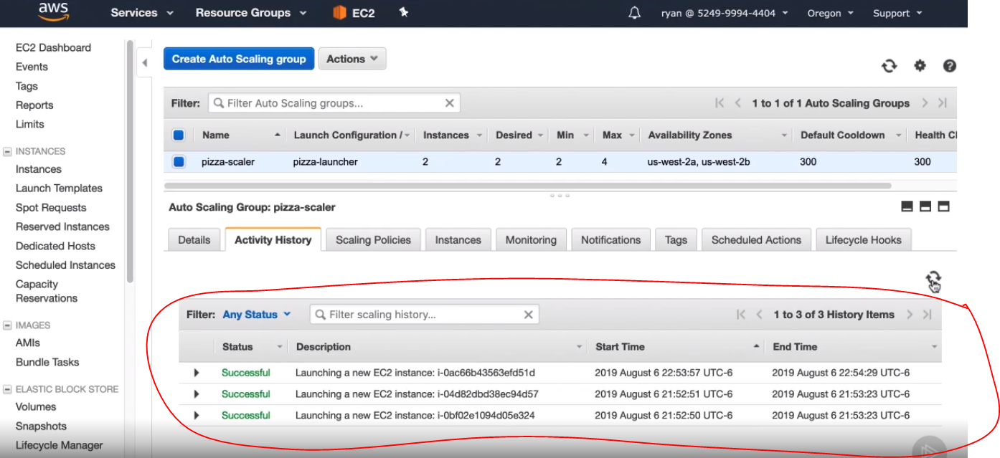 aws Services Resource Groups EC2 ryan @ 5249-9994-4404 Oregon Support
EC2 Dashboard
Events
Tags
Reports
Limits
INSTANCES
Instances
Launch Templates
Spot Requests
Reserved Instances
Dedicated Hosts
Scheduled Instances
Capacity
Reservations
IMAGES
AMIs
Bundle Tasks
ELASTIC BLOCK STORE
Volumes
Snapshots
Lifecycle Manager
Create Auto Scaling group Actions
Filter: Filter Auto Scaling groups... 1 to 1 of 1 Auto Scaling Groups
Name Launch Configuration / Instances Desired Min Max Availability Zones Default Cooldown Health Cl
pizza-scaler pizza-launcher 2 2 2 4 us-west-2a, us-west-2b 300 300
Auto Scaling Group: pizza-scaler
Details Activity History Scaling Policies Instances Monitoring Notifications Tags Scheduled Actions Lifecycle Hooks
Filter: Any Status Filter scaling history... 1 to 3 of 3 History Items
Status Description Start Time End Time
Successful Launching a new EC2 instance: i-0ac66b43563efd51d 2019 August 6 22:53:57 UTC-6 2019 August 6 22:54:29 UTC-6
Successful Launching a new EC2 instance: i-04d82dbd38ec94d57 2019 August 6 21:52:51 UTC-6 2019 August 6 21:53:23 UTC-6
Successful Launching a new EC2 instance: i-0bf02e1094d05e324 2019 August 6 21:52:50 UTC-6 2019 August 6 21:53:23 UTC-6